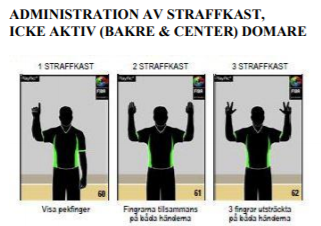 ADMINISTRATION AV STRAFFKAST,
ICKE AKTIV (BAKRE & CENTER) DOMARE
1 STRAFFKAST
2 STRAFFKAST
3 STRAFFKAST
60
61
62
Visa pekfinger
Fingrarna tillsammans
på båda händerna
3 fingrar utsträckta
på båda händerna